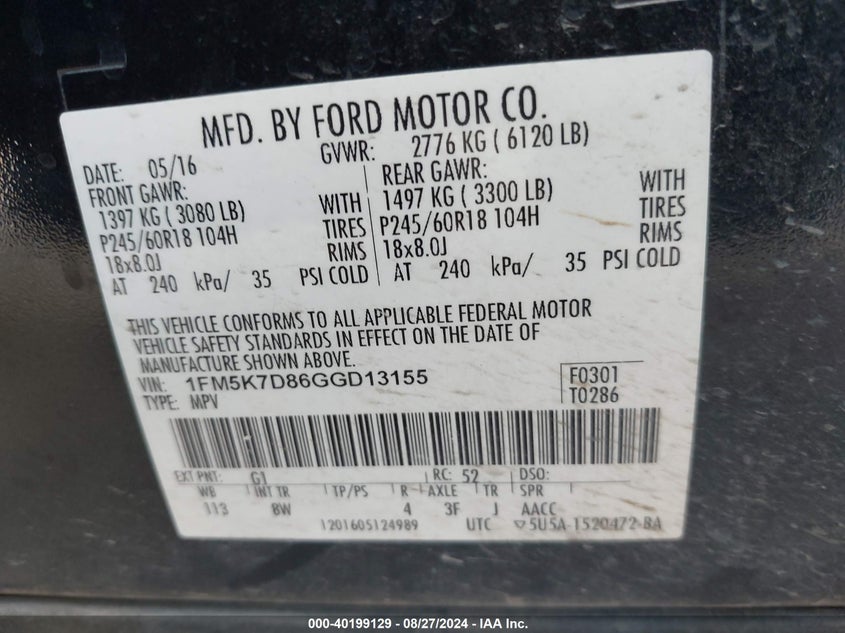 MFD. BY FORD MOTOR CO.
DATE: 05/16 GVWR: 2776 KG ( 6120 LB)
FRONT GAWR: REAR GAWR:
1397 KG ( 3080 LB) WITH 1497 KG ( 3300 LB) WITH
P245/60R18 104H TIRES P245/60R18 104H TIRES
18x8.0J RIMS 18x8.0J RIMS
AT 240 kPa/ 35 PSI COLD AT 240 kPa/ 35 PSI COLD
THIS VEHICLE CONFORMS TO ALL APPLICABLE FEDERAL MOTOR
VEHICLE SAFETY STANDARDS IN EFFECT ON THE DATE OF
MANUFACTURE SHOWN ABOVE.
VIN: 1FM5K7D86GGD13155 F0301
TYPE: MPV T0286
EXT PNT: G1 RC: 52 DSO:
WB INT TR TP/PS R AXLE TR SPR
113 BW 4 3F J AACC
1201605124989 UTC ▽5U5A-1520472-BA
000-40199129 - 08/27/2024 - IAA Inc.